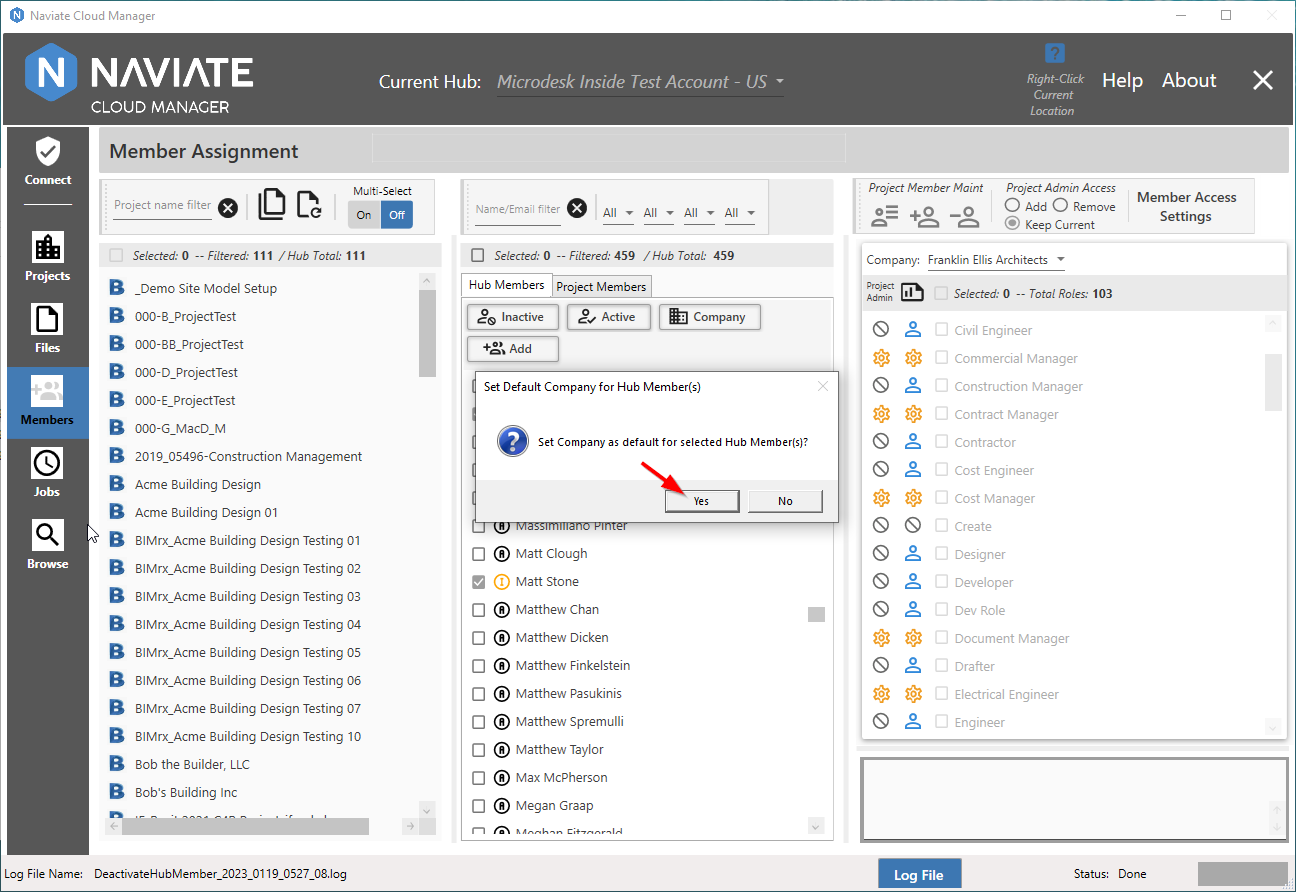 Naviate Cloud Manager
NAVIATE
CLOUD MANAGER
Current Hub: Microdesk Inside Test Account - US
?
Right-Click
Current
Location
Help
About
Connect
Projects
Files
Members
Jobs
Browse
Member Assignment
Project name filter
Multi-Select
On
Off
Selected: 0 -- Filtered: 111 / Hub Total: 111
_Demo Site Model Setup
000-B_ProjectTest
000-BB_ProjectTest
000-D_ProjectTest
000-E_ProjectTest
000-G_MacD_M
2019_05496-Construction Management
Acme Building Design
Acme Building Design 01
BIMrx_Acme Building Design Testing 01
BIMrx_Acme Building Design Testing 02
BIMrx_Acme Building Design Testing 03
BIMrx_Acme Building Design Testing 04
BIMrx_Acme Building Design Testing 05
BIMrx_Acme Building Design Testing 06
BIMrx_Acme Building Design Testing 07
BIMrx_Acme Building Design Testing 10
Bob the Builder, LLC
Bob's Building Inc
Name/Email filter
All
All
All
All
Selected: 0 -- Filtered: 459 / Hub Total: 459
Hub Members
Project Members
Inactive
Active
Company
Add
Set Default Company for Hub Member(s)
Set Company as default for selected Hub Member(s)?
Yes
No
Massimiliano Pinter
Matt Clough
Matt Stone
Matthew Chan
Matthew Dicken
Matthew Finkelstein
Matthew Pasukinis
Matthew Spremulli
Matthew Taylor
Max McPherson
Megan Graap
Meghan Fitzgerald
Project Member Maint
Project Admin Access
Add
Remove
Keep Current
Member Access
Settings
Company: Franklin Ellis Architects
Project
Admin
Selected: 0 -- Total Roles: 103
Civil Engineer
Commercial Manager
Construction Manager
Contract Manager
Contractor
Cost Engineer
Cost Manager
Create
Designer
Developer
Dev Role
Document Manager
Drafter
Electrical Engineer
Engineer
Log File Name: DeactivateHubMember_2023_0119_0527_08.log
Log File
Status: Done